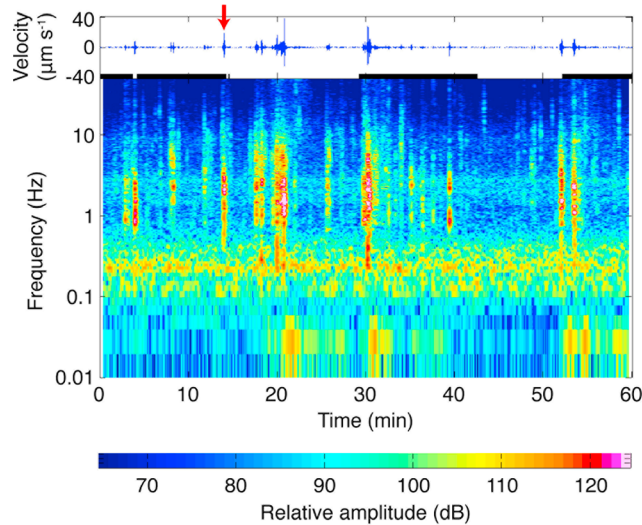 Velocity
(µm s⁻¹)
40
0
-40
Frequency (Hz)
10
1
0.1
0.01
0 10 20 30 40 50 60
Time (min)
70 80 90 100 110 120
Relative amplitude (dB)